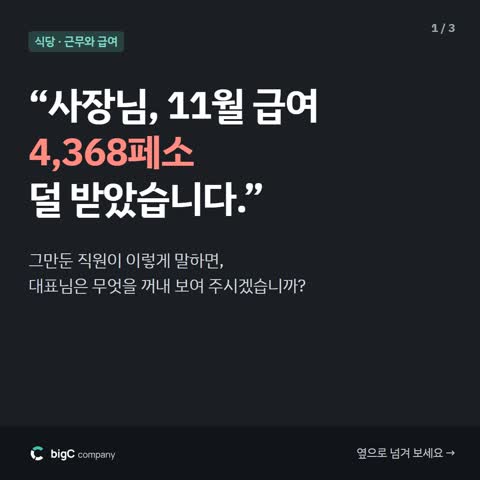 식당 · 근무와 급여
1 / 3
“사장님, 11월 급여
4,368페소
덜 받았습니다.”
그만둔 직원이 이렇게 말하면,
대표님은 무엇을 꺼내 보여 주시겠습니까?
bigC company
옆으로 넘겨 보세요 →